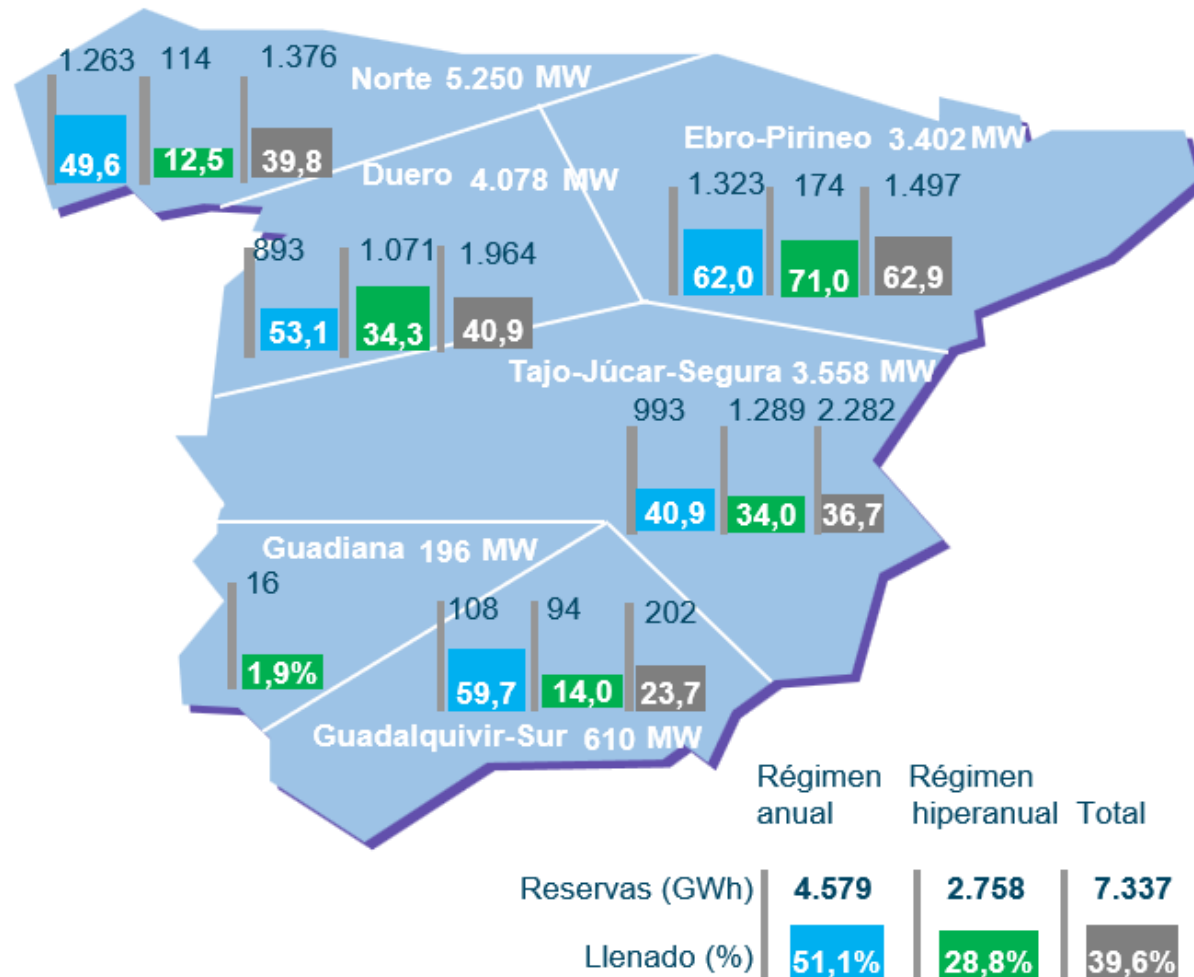 1.263 114 1.376
Norte 5.250 MW
49,6 12,5 39,8
Ebro-Pirineo 3.402 MW
1.323 174 1.497
62,0 71,0 62,9
Duero 4.078 MW
893 1.071 1.964
53,1 34,3 40,9
Tajo-Júcar-Segura 3.558 MW
993 1.289 2.282
40,9 34,0 36,7
Guadiana 196 MW
16
1,9%
108 94 202
59,7 14,0 23,7
Guadalquivir-Sur 610 MW
Régimen anual Régimen hiperanual Total
Reservas (GWh) 4.579 2.758 7.337
Llenado (%) 51,1% 28,8% 39,6%